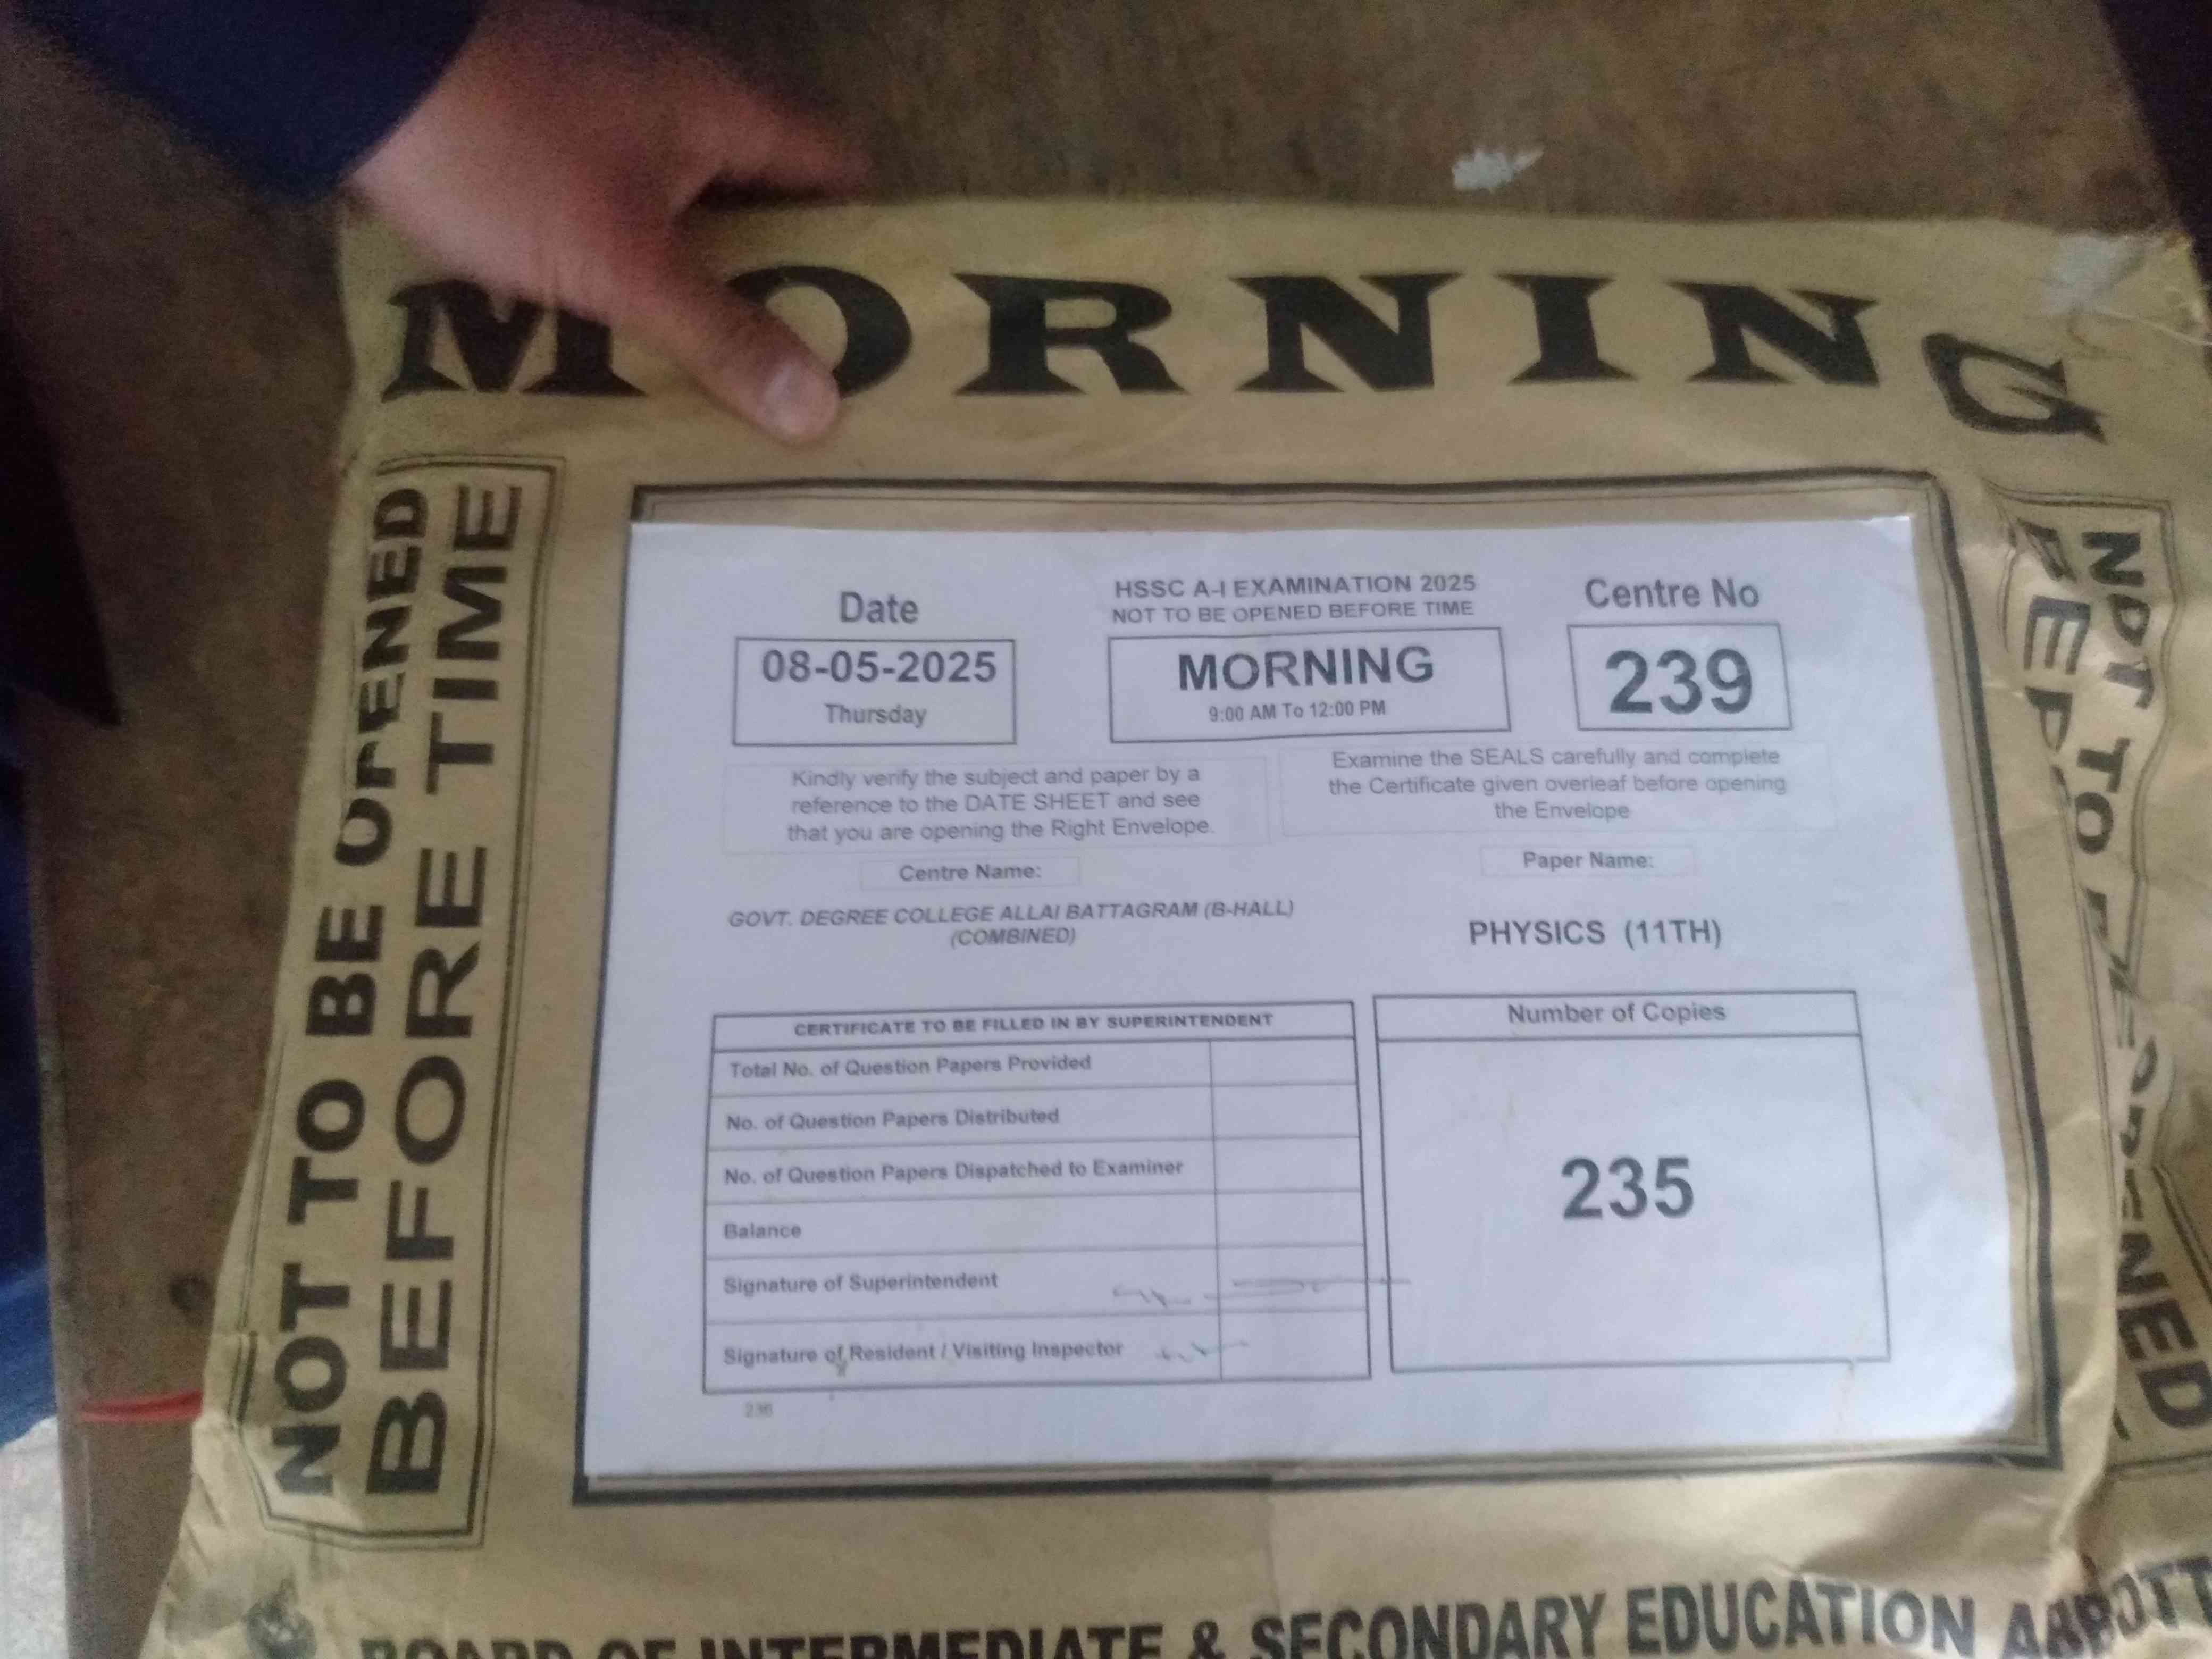 MORNING
NOT TO BE OPENED
BEFORE TIME
Date
08-05-2025
Thursday
HSSC A-I EXAMINATION 2025
NOT TO BE OPENED BEFORE TIME
MORNING
9:00 AM To 12:00 PM
Centre No
239
Kindly verify the subject and paper by a
reference to the DATE SHEET and see
that you are opening the Right Envelope.
Examine the SEALS carefully and complete
the Certificate given overleaf before opening
the Envelope
Centre Name:
GOVT. DEGREE COLLEGE ALLAI BATTAGRAM (B-HALL)
(COMBINED)
Paper Name:
PHYSICS (11TH)
CERTIFICATE TO BE FILLED IN BY SUPERINTENDENT
Total No. of Question Papers Provided
No. of Question Papers Distributed
No. of Question Papers Dispatched to Examiner
Balance
Signature of Superintendent
Signature of Resident / Visiting Inspector
Number of Copies
235
NOT TO
BOARD OF INTERMEDIATE & SECONDARY EDUCATION ABBOTT